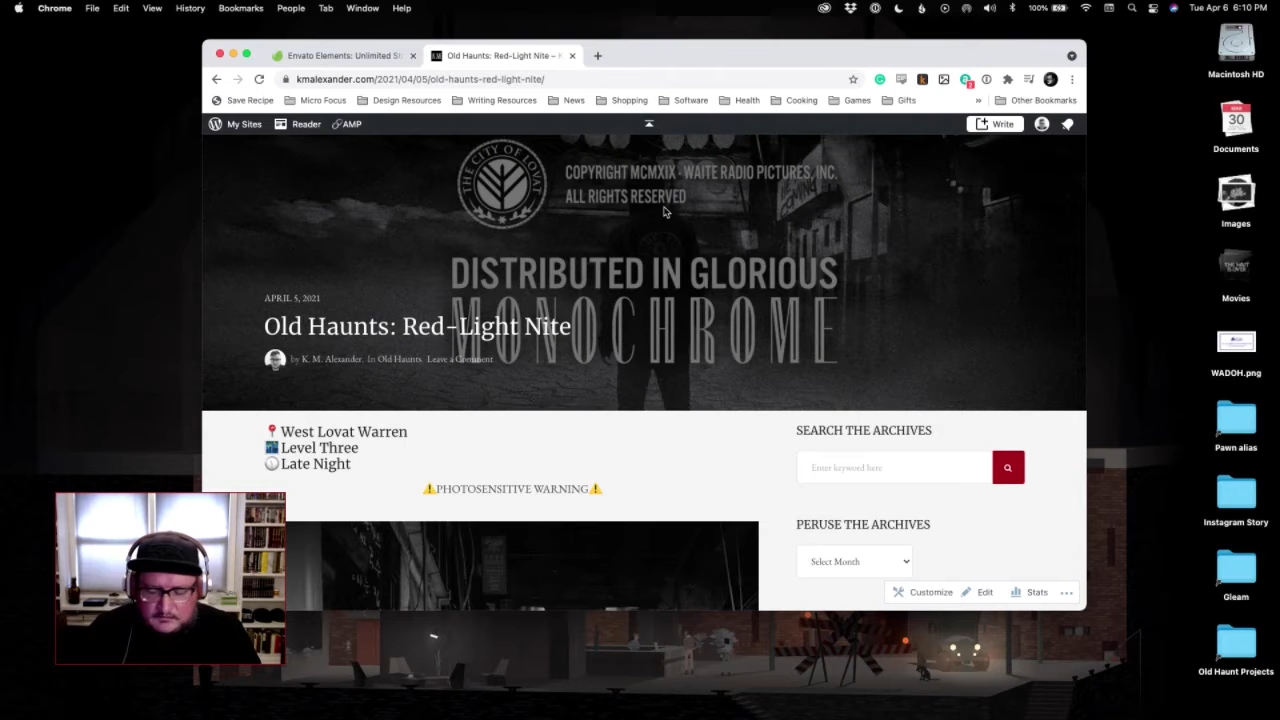 Chrome File Edit View History Bookmarks People Tab Window Help
100% Tue Apr 6 6:10 PM
Envato Elements: Unlimited St
Old Haunts: Red-Light Nite – K
kmalexander.com/2021/04/05/old-haunts-red-light-nite/
Save Recipe Micro Focus Design Resources Writing Resources News Shopping Software Health Cooking Games Gifts » Other Bookmarks
My Sites Reader AMP Write
THE CITY OF LOVAT
COPYRIGHT MCMXIX - WAITE RADIO PICTURES, INC.
ALL RIGHTS RESERVED
DISTRIBUTED IN GLORIOUS
MONOCHROME
APRIL 5, 2021
Old Haunts: Red-Light Nite
by K. M. Alexander In Old Haunts Leave a Comment
West Lovat Warren
Level Three
Late Night
PHOTOSENSITIVE WARNING
SEARCH THE ARCHIVES
Enter keyword here
PERUSE THE ARCHIVES
Select Month
Customize Edit Stats
Macintosh HD
MAR
30
Documents
Images
THE WAIT
IS OVER
Movies
WADOH.png
Pawn alias
Instagram Story
Gleam
Old Haunt Projects